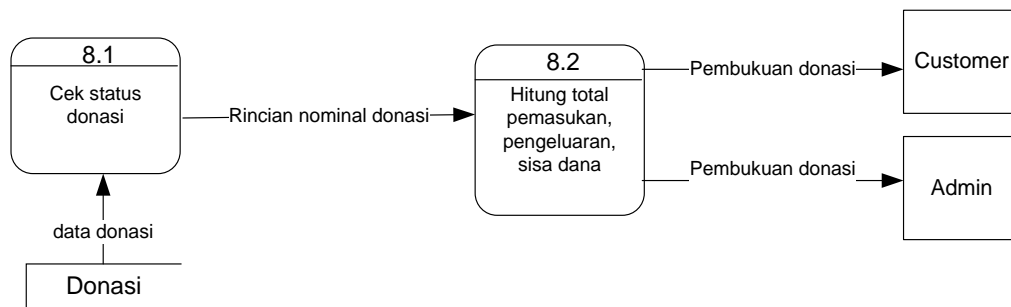 8.1
Cek status
donasi
Rincian nominal donasi
8.2
Hitung total
pemasukan,
pengeluaran,
sisa dana
Pembukuan donasi
Customer
Pembukuan donasi
Admin
data donasi
Donasi